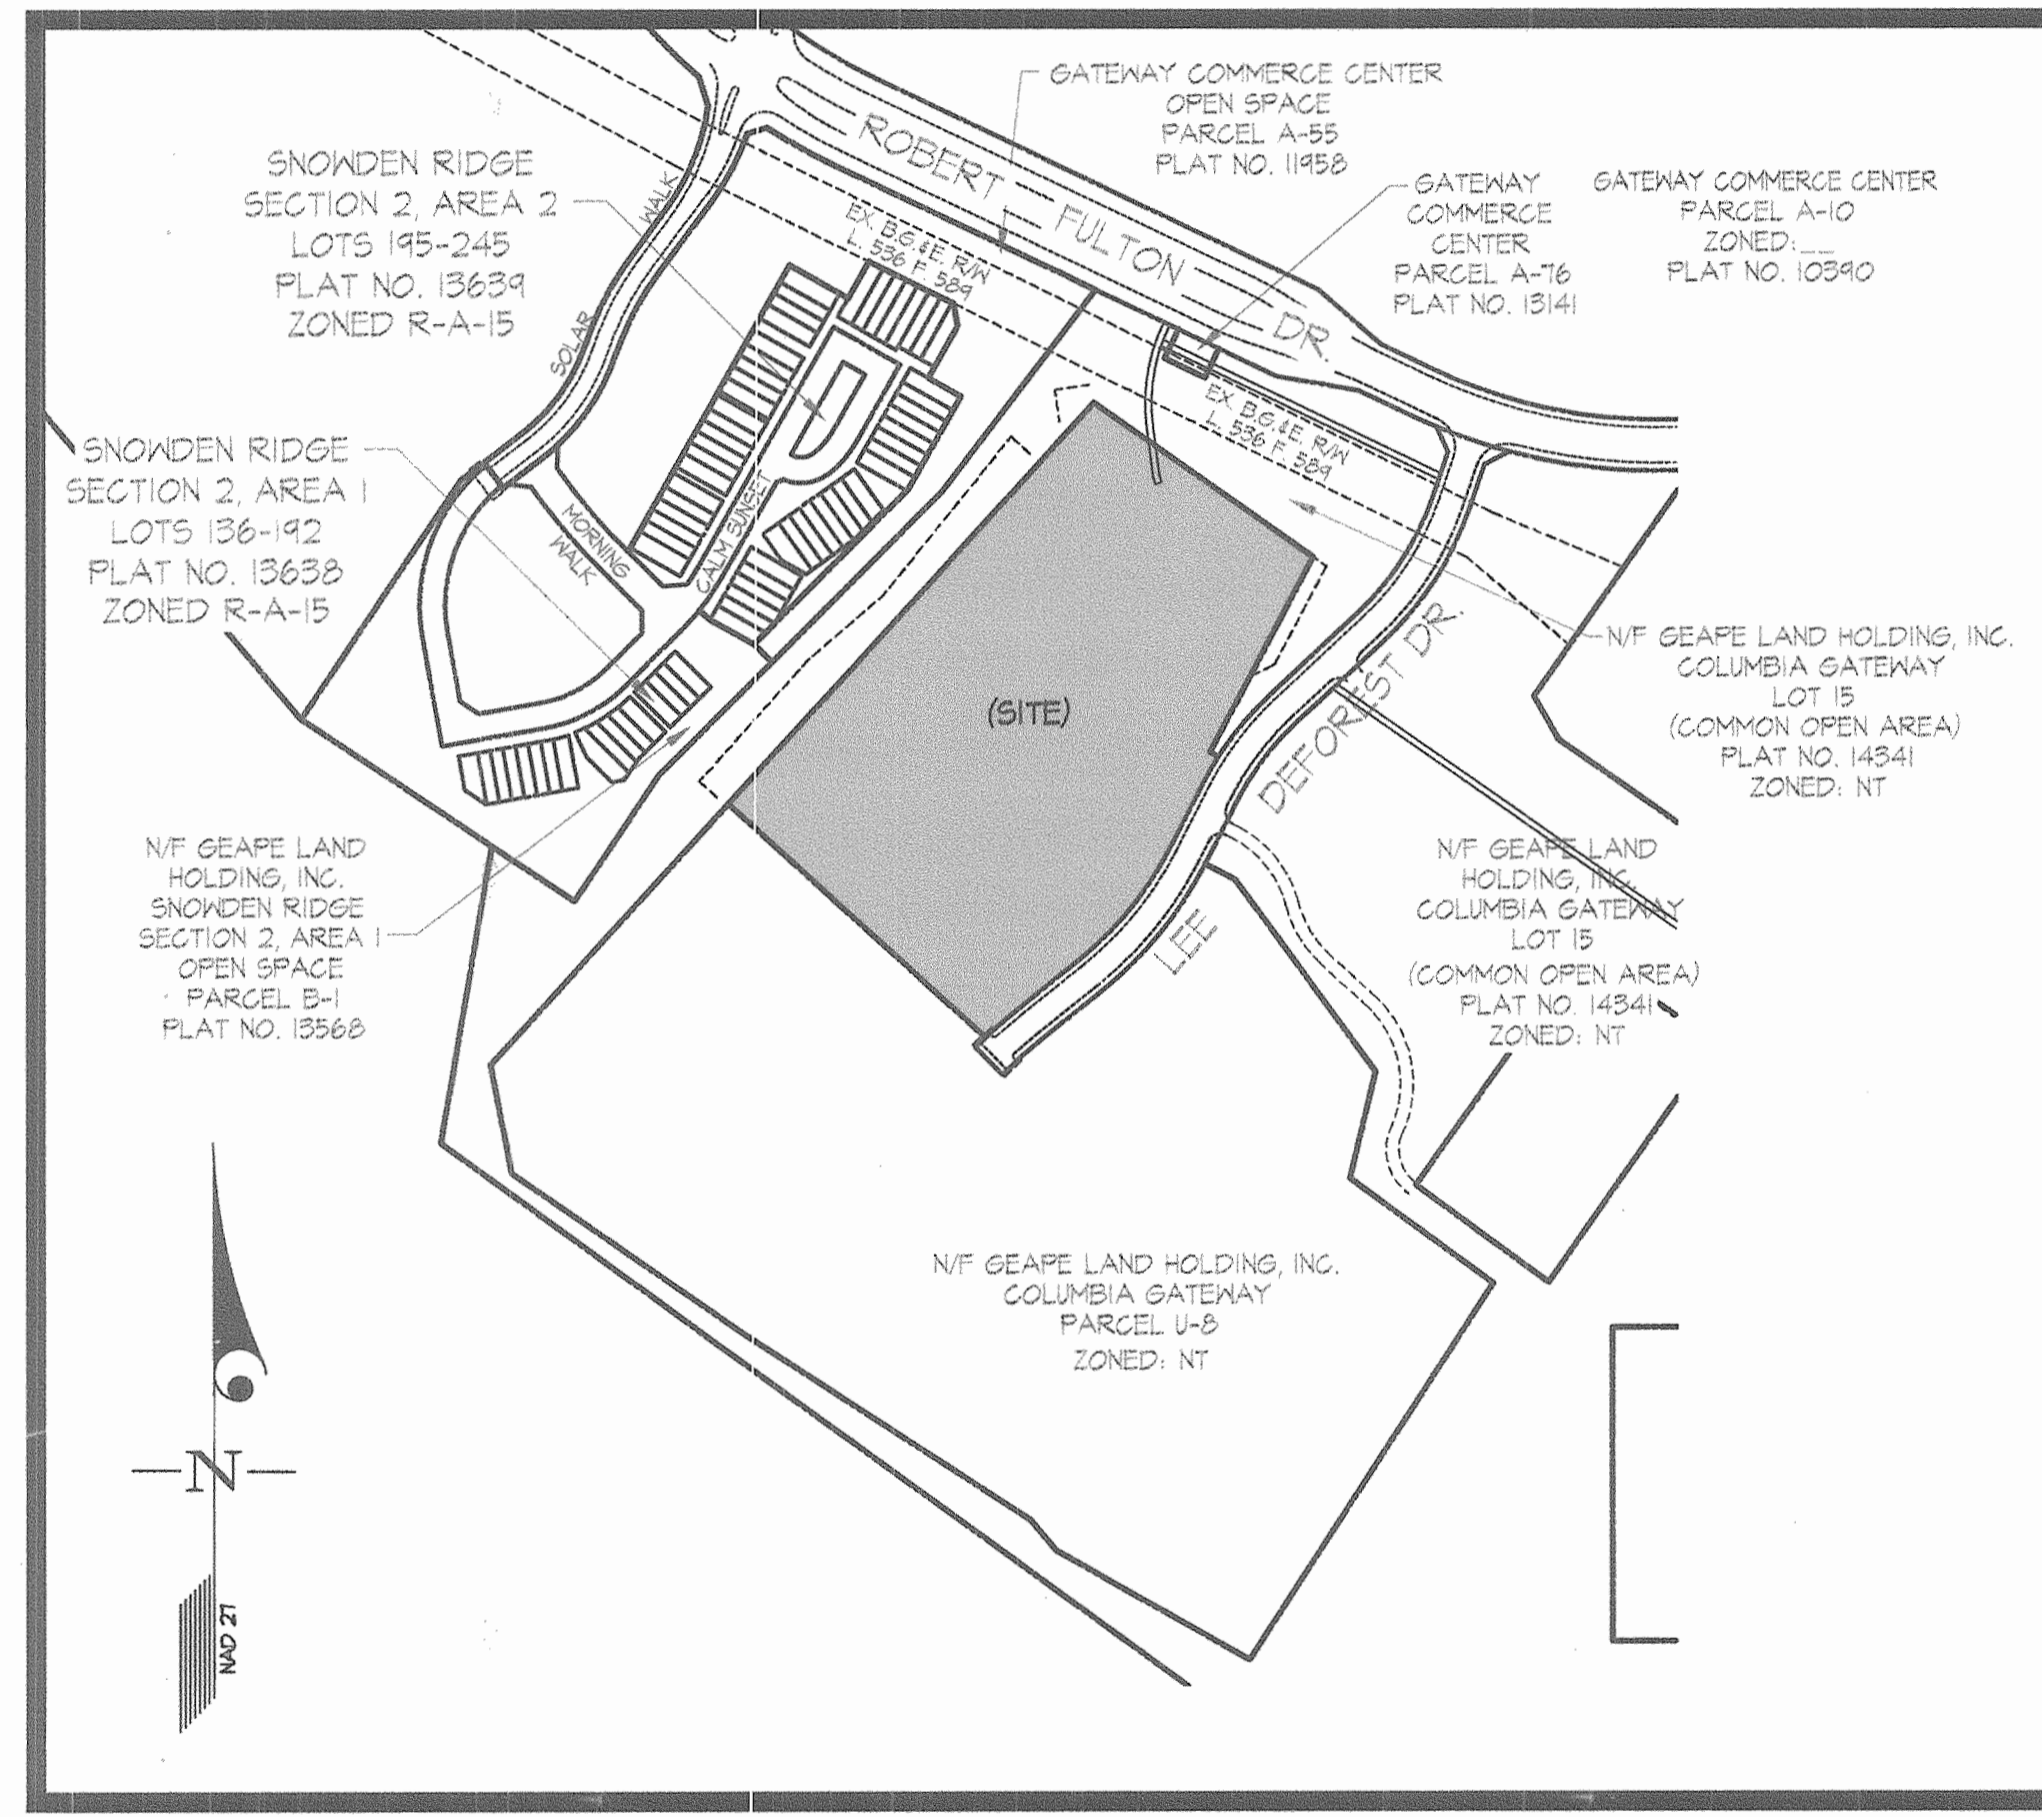 GATEWAY COMMERCE CENTER
OPEN SPACE
PARCEL A-55
PLAT NO. 11958
ROBERT FULTON DR.
SNOWDEN RIDGE
SECTION 2, AREA 2
LOTS 195-245
PLAT NO. 13639
ZONED R-A-15
GATEWAY
COMMERCE
CENTER
PARCEL A-76
PLAT NO. 13141
GATEWAY COMMERCE CENTER
PARCEL A-10
ZONED:__
PLAT NO. 10390
SOLAR WALK
EX. B.G.&E. R/W
L. 536 F. 589
EX. B.G.&E. R/W
L. 536 F. 589
SNOWDEN RIDGE
SECTION 2, AREA 1
LOTS 136-192
PLAT NO. 13638
ZONED R-A-15
MORNING
WALK
CALM SUNSET
N/F GEAPE LAND HOLDING, INC.
COLUMBIA GATEWAY
LOT 15
(COMMON OPEN AREA)
PLAT NO. 14341
ZONED: NT
(SITE)
LEE DEFOREST DR.
N/F GEAPE LAND
HOLDING, INC.
SNOWDEN RIDGE
SECTION 2, AREA 1
OPEN SPACE
PARCEL B-1
PLAT NO. 13568
N/F GEAPE LAND
HOLDING, INC.
COLUMBIA GATEWAY
LOT 15
(COMMON OPEN AREA)
PLAT NO. 14341
ZONED: NT
N/F GEAPE LAND HOLDING, INC.
COLUMBIA GATEWAY
PARCEL U-8
ZONED: NT
N
NAD 27